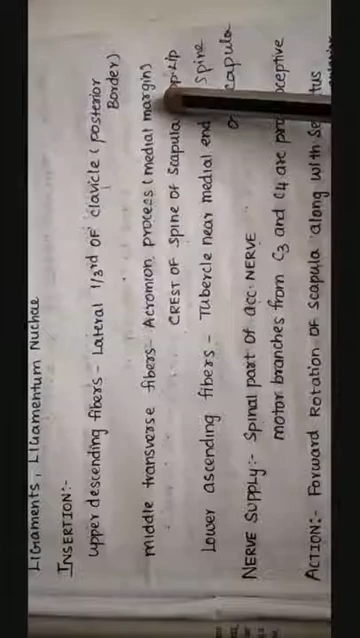 Ligaments, Ligamentum Nuchae
INSERTION:-
upper descending fibers - Lateral 1/3rd OF clavicle (posterior
Border)
middle transverse fibers - Acromion process (medial margins)
CREST OF spine of scapula
Lower ascending fibers - Tubercle near medial end spine
NERVE SUPPLY:- Spinal part of acc. NERVE
motor branches from C3 and C4 are
ACTION:- Forward Rotation OF scapula along with